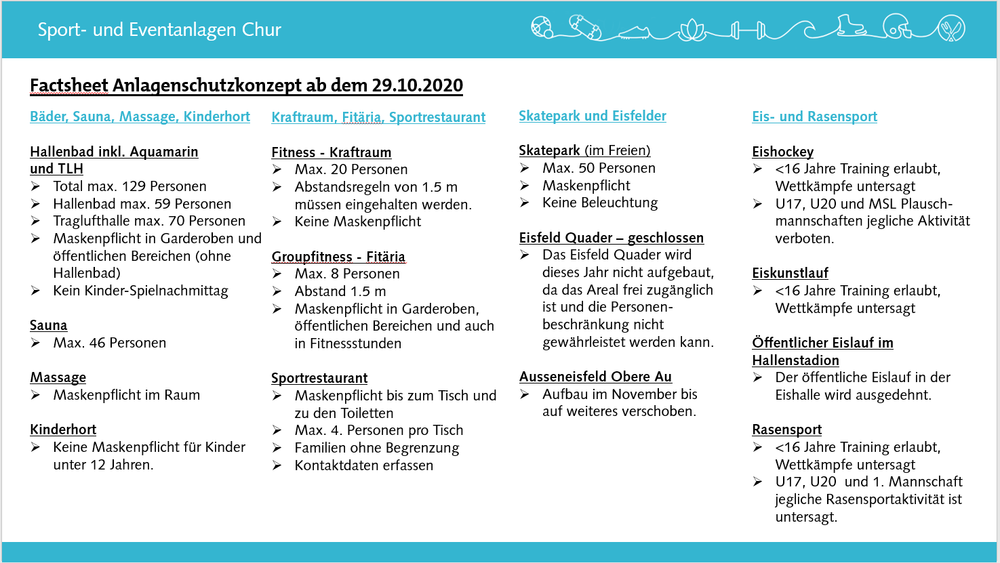 Sport- und Eventanlagen Chur
Factsheet Anlagenschutzkonzept ab dem 29.10.2020
Bäder, Sauna, Massage, Kinderhort
Hallenbad inkl. Aquamarin
und TLH
Total max. 129 Personen
Hallenbad max. 59 Personen
Traglufthalle max. 70 Personen
Maskenpflicht in Garderoben und
öffentlichen Bereichen (ohne
Hallenbad)
Kein Kinder-Spielnachmittag
Sauna
Max. 46 Personen
Massage
Maskenpflicht im Raum
Kinderhort
Keine Maskenpflicht für Kinder
unter 12 Jahren.
Kraftraum, Fitäria, Sportrestaurant
Fitness - Kraftraum
Max. 20 Personen
Abstandsregeln von 1.5 m
müssen eingehalten werden.
Keine Maskenpflicht
Groupfitness - Fitäria
Max. 8 Personen
Abstand 1.5 m
Maskenpflicht in Garderoben,
öffentlichen Bereichen und auch
in Fitnessstunden
Sportrestaurant
Maskenpflicht bis zum Tisch und
zu den Toiletten
Max. 4. Personen pro Tisch
Familien ohne Begrenzung
Kontaktdaten erfassen
Skatepark und Eisfelder
Skatepark (im Freien)
Max. 50 Personen
Maskenpflicht
Keine Beleuchtung
Eisfeld Quader – geschlossen
Das Eisfeld Quader wird
dieses Jahr nicht aufgebaut,
da das Areal frei zugänglich
ist und die Personen-
beschränkung nicht
gewährleistet werden kann.
Ausseneisfeld Obere Au
Aufbau im November bis
auf weiteres verschoben.
Eis- und Rasensport
Eishockey
<16 Jahre Training erlaubt,
Wettkämpfe untersagt
U17, U20 und MSL Plausch-
mannschaften jegliche Aktivität
verboten.
Eiskunstlauf
<16 Jahre Training erlaubt,
Wettkämpfe untersagt
Öffentlicher Eislauf im
Hallenstadion
Der öffentliche Eislauf in der
Eishalle wird ausgedehnt.
Rasensport
<16 Jahre Training erlaubt,
Wettkämpfe untersagt
U17, U20  und 1. Mannschaft
jegliche Rasensportaktivität ist
untersagt.